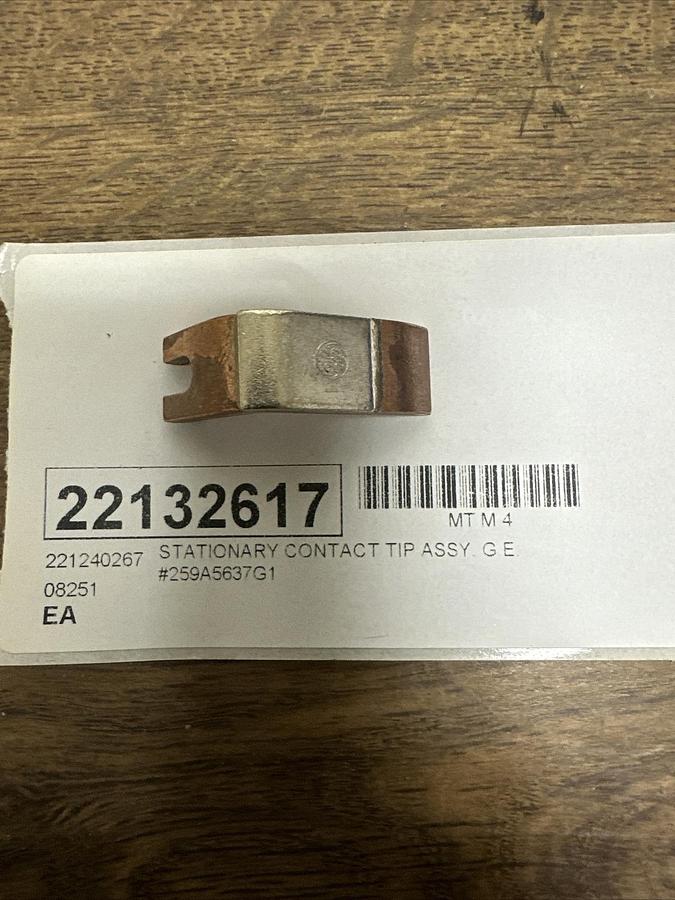 22132617
MT M 4
221240267 STATIONARY CONTACT TIP ASSY. G.E.
08251 #259A5637G1
EA